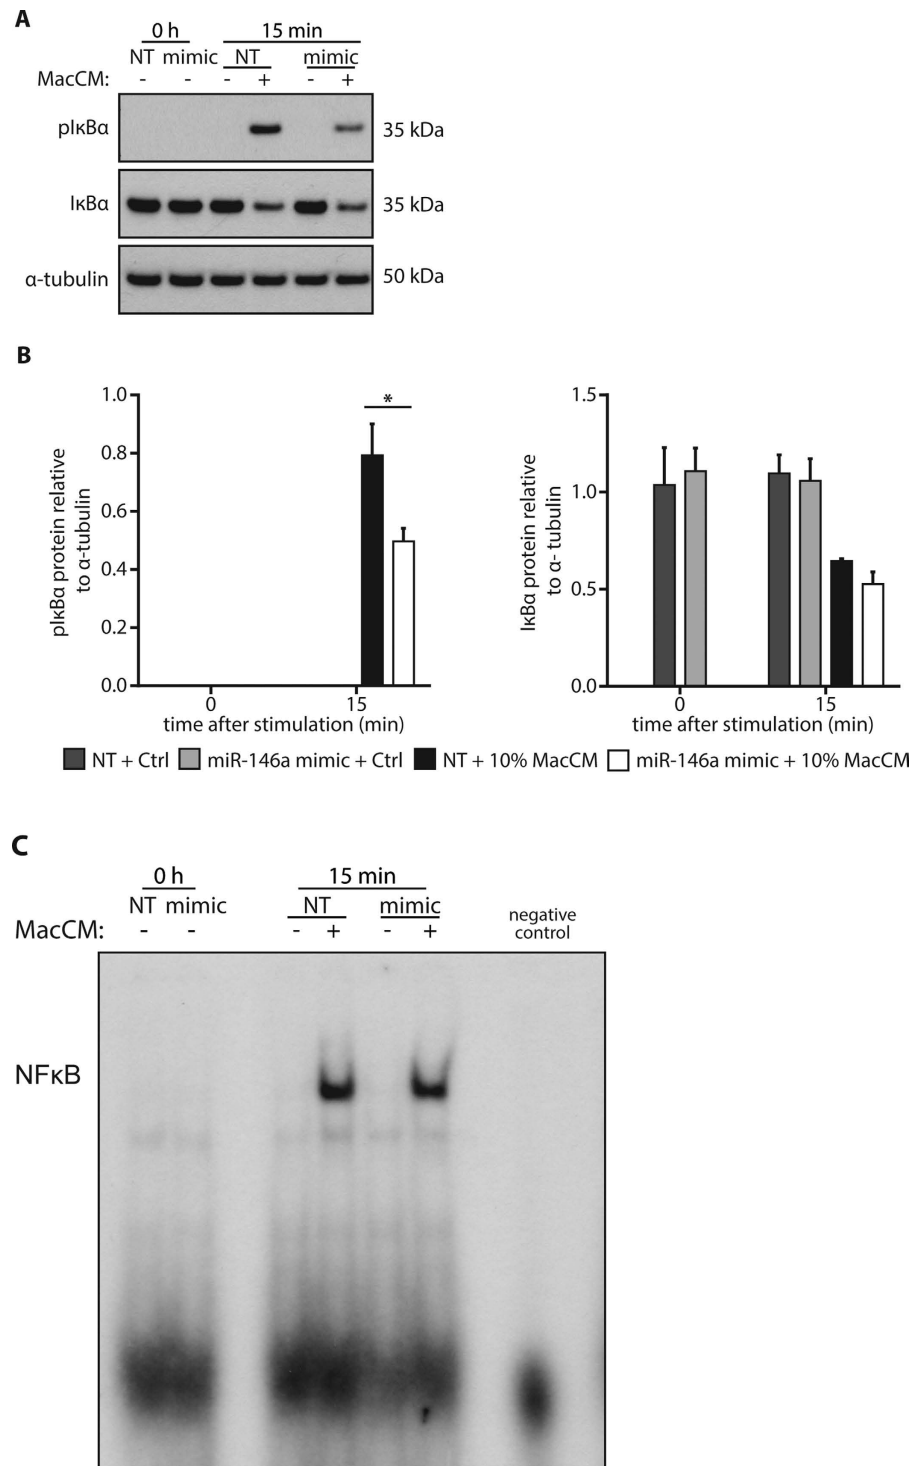 A
0 h 15 min
NT mimic NT mimic
MacCM: - - - + - +
pIκBα 35 kDa
IκBα 35 kDa
α-tubulin 50 kDa
B
pIκBα protein relative
to α-tubulin
1.0
0.8
0.6
0.4
0.2
0.0
*
0 15
time after stimulation (min)
IκBα protein relative
to α- tubulin
1.5
1.0
0.5
0.0
0 15
time after stimulation (min)
NT + Ctrl miR-146a mimic + Ctrl NT + 10% MacCM miR-146a mimic + 10% MacCM
C
0 h 15 min
NT mimic NT mimic negative
control
MacCM: - - - + - +
NFκB